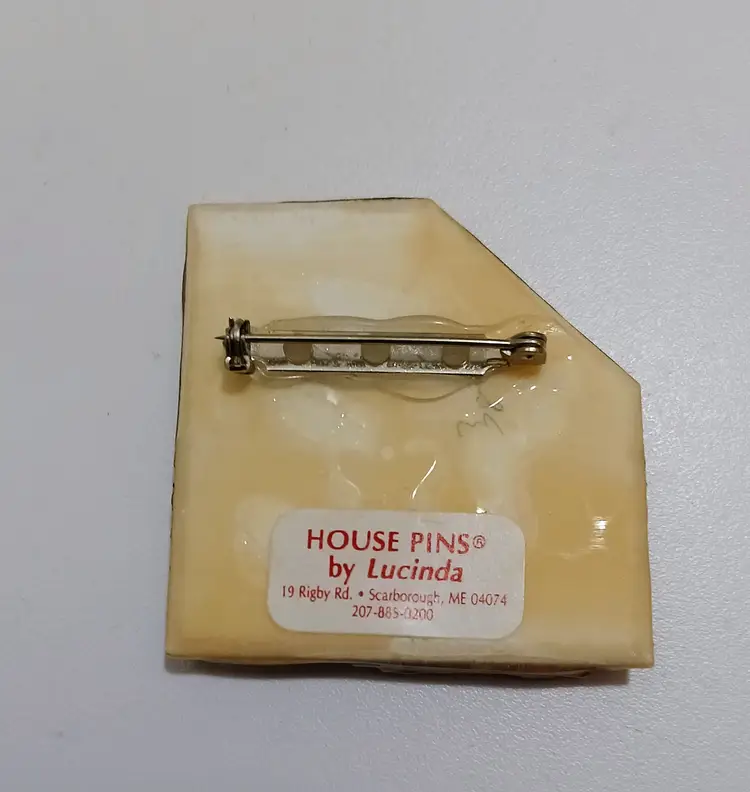 HOUSE PINS®
by Lucinda
19 Rigby Rd. • Scarborough, ME 04074
207-885-0200